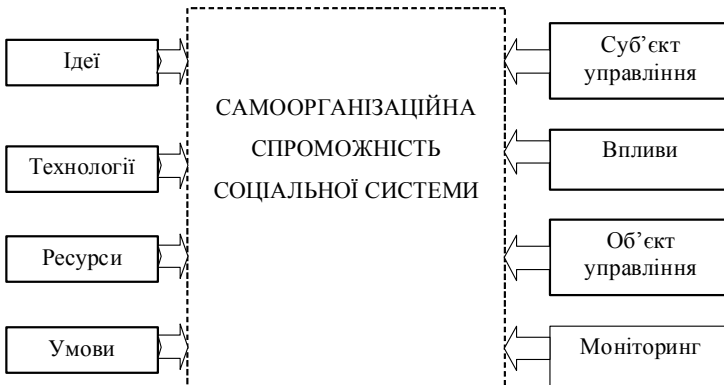 Ідеї
Технології
Ресурси
Умови
САМООРГАНІЗАЦІЙНА
СПРОМОЖНІСТЬ
СОЦІАЛЬНОЇ СИСТЕМИ
Суб’єкт
управління
Впливи
Об’єкт
управління
Моніторинг